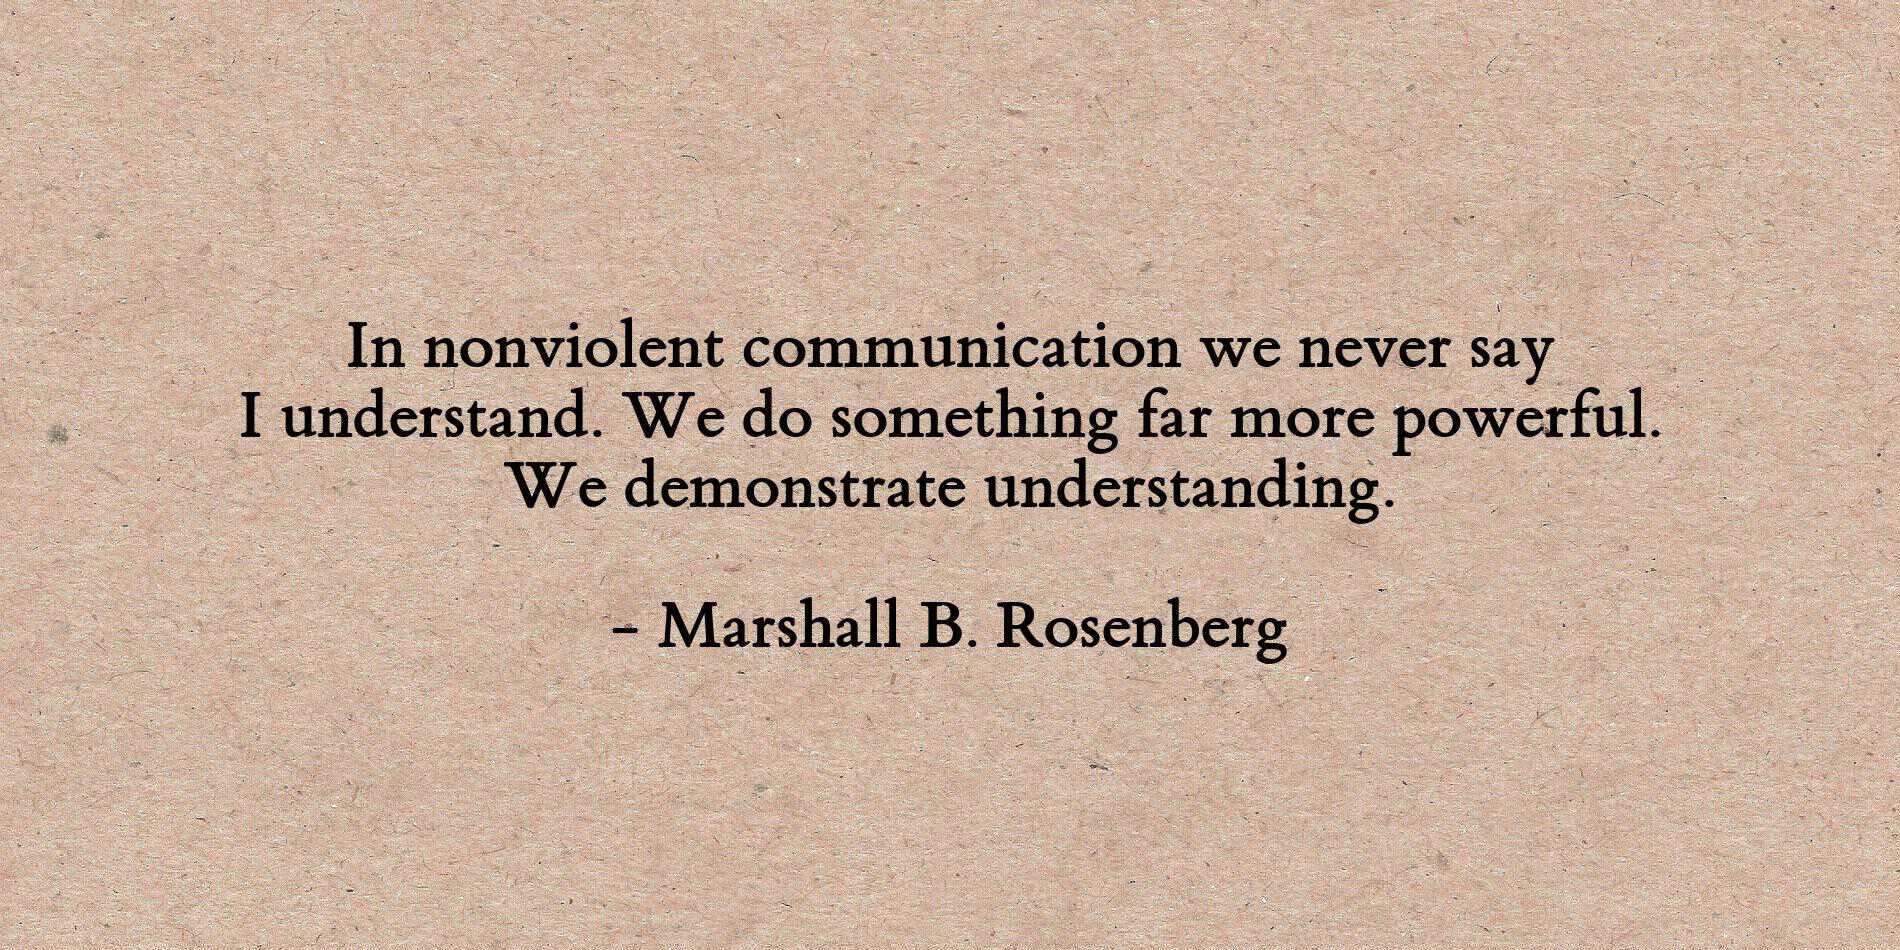 In nonviolent communication we never say
I understand. We do something far more powerful.
We demonstrate understanding.
- Marshall B. Rosenberg